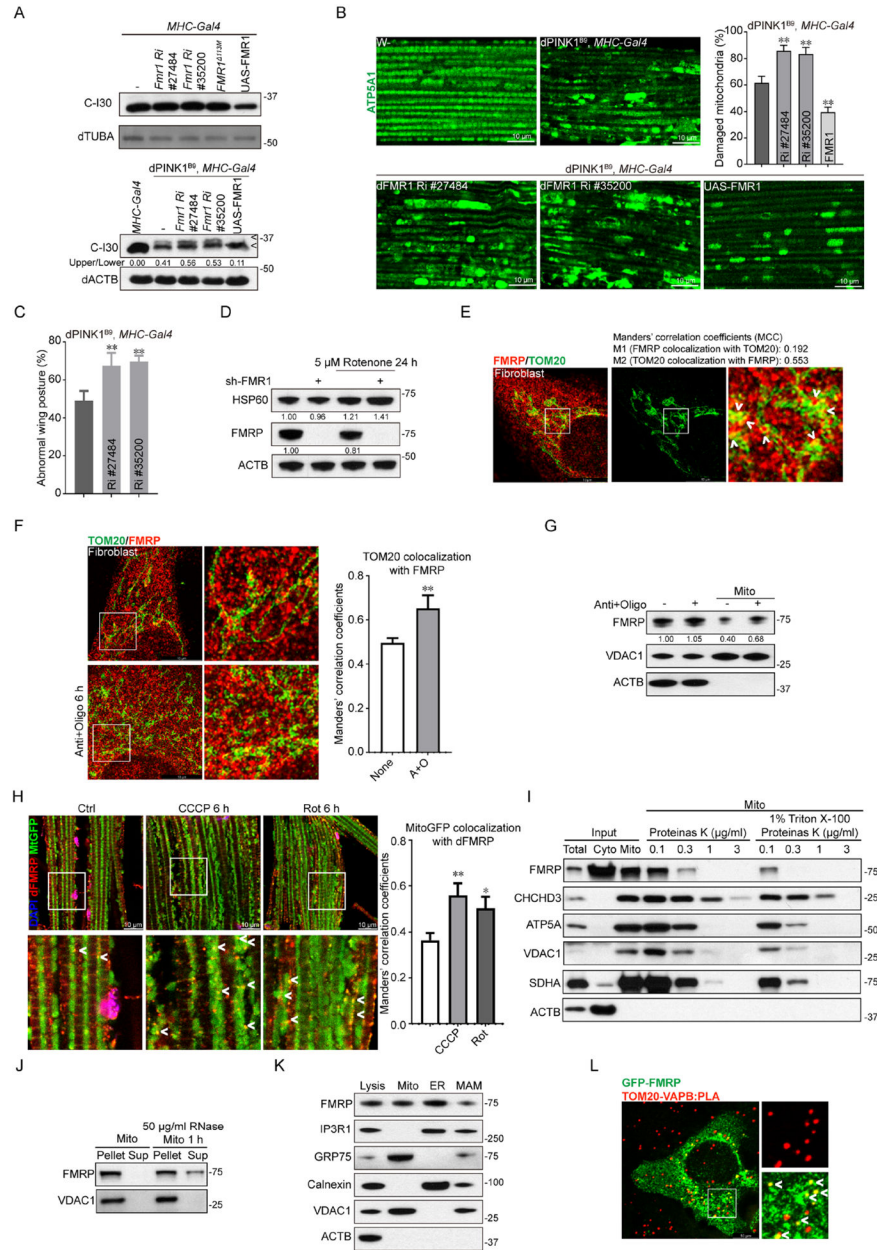 A
MHC-Gal4
-
Fmr1 Ri #27484
Fmr1 Ri #35200
UAS-FMR1
C-I30
-37
dTUBA
-50
dPINK1ᴮ⁹, MHC-Gal4
MHC-Gal4
-
Fmr1 Ri #27484
Fmr1 Ri #35200
UAS-FMR1
C-I30
-37
<
<
Upper/Lower 0.00 0.41 0.56 0.53 0.11
dACTB
-50
B
W-
dPINK1ᴮ⁹, MHC-Gal4
ATP5A1
10 µm
10 µm
dPINK1ᴮ⁹, MHC-Gal4
Damaged mitochondria (%)
100
80
60
40
20
0
**
**
**
Ri #27484
Ri #35200
FMR1
dPINK1ᴮ⁹, MHC-Gal4
dFMR1 Ri #27484
dFMR1 Ri #35200
UAS-FMR1
10 µm
10 µm
10 µm
C
dPINK1ᴮ⁹, MHC-Gal4
Abnormal wing posture (%)
80
60
40
20
0
**
**
Ri #27484
Ri #35200
D
5 µM Rotenone 24 h
sh-FMR1 + +
HSP60
-75
1.00 0.96 1.21 1.41
FMRP
-75
1.00 0.81
-50
ACTB
E
Manders' correlation coefficients (MCC)
M1 (FMRP colocalization with TOM20): 0.192
M2 (TOM20 colocalization with FMRP): 0.553
FMRP/TOM20
Fibroblast
F
TOM20/FMRP
Fibroblast
Anti+Oligo 6 h
TOM20 colocalization
with FMRP
Manders' correlation coefficients
0.8
0.6
0.4
0.2
0.0
**
None
A+O
G
Mito
Anti+Oligo - + - +
FMRP
-75
1.00 1.05 0.40 0.68
VDAC1
-25
ACTB
-37
H
Ctrl
CCCP 6 h
Rot 6 h
DAPI dFMRP MtGFP
10 µm
10 µm
10 µm
MitoGFP colocalization
with dFMRP
Manders' correlation coefficients
0.8
0.6
0.4
0.2
0.0
**
*
CCCP
Rot
I
Mito
1% Triton X-100
Input
Proteinas K (µg/ml)
Proteinas K (µg/ml)
Total Cyto Mito 0.1 0.3 1 3 0.1 0.3 1 3
FMRP
-75
CHCHD3
-25
ATP5A
-50
VDAC1
-25
SDHA
-75
ACTB
-37
J
50 µg/ml RNase
Mito
Mito 1 h
Pellet Sup Pellet Sup
FMRP
-75
VDAC1
-25
K
Lysis Mito ER MAM
FMRP
-75
IP3R1
-250
GRP75
-75
Calnexin
-100
VDAC1
-25
ACTB
-37
L
GFP-FMRP
TOM20-VAPB:PLA